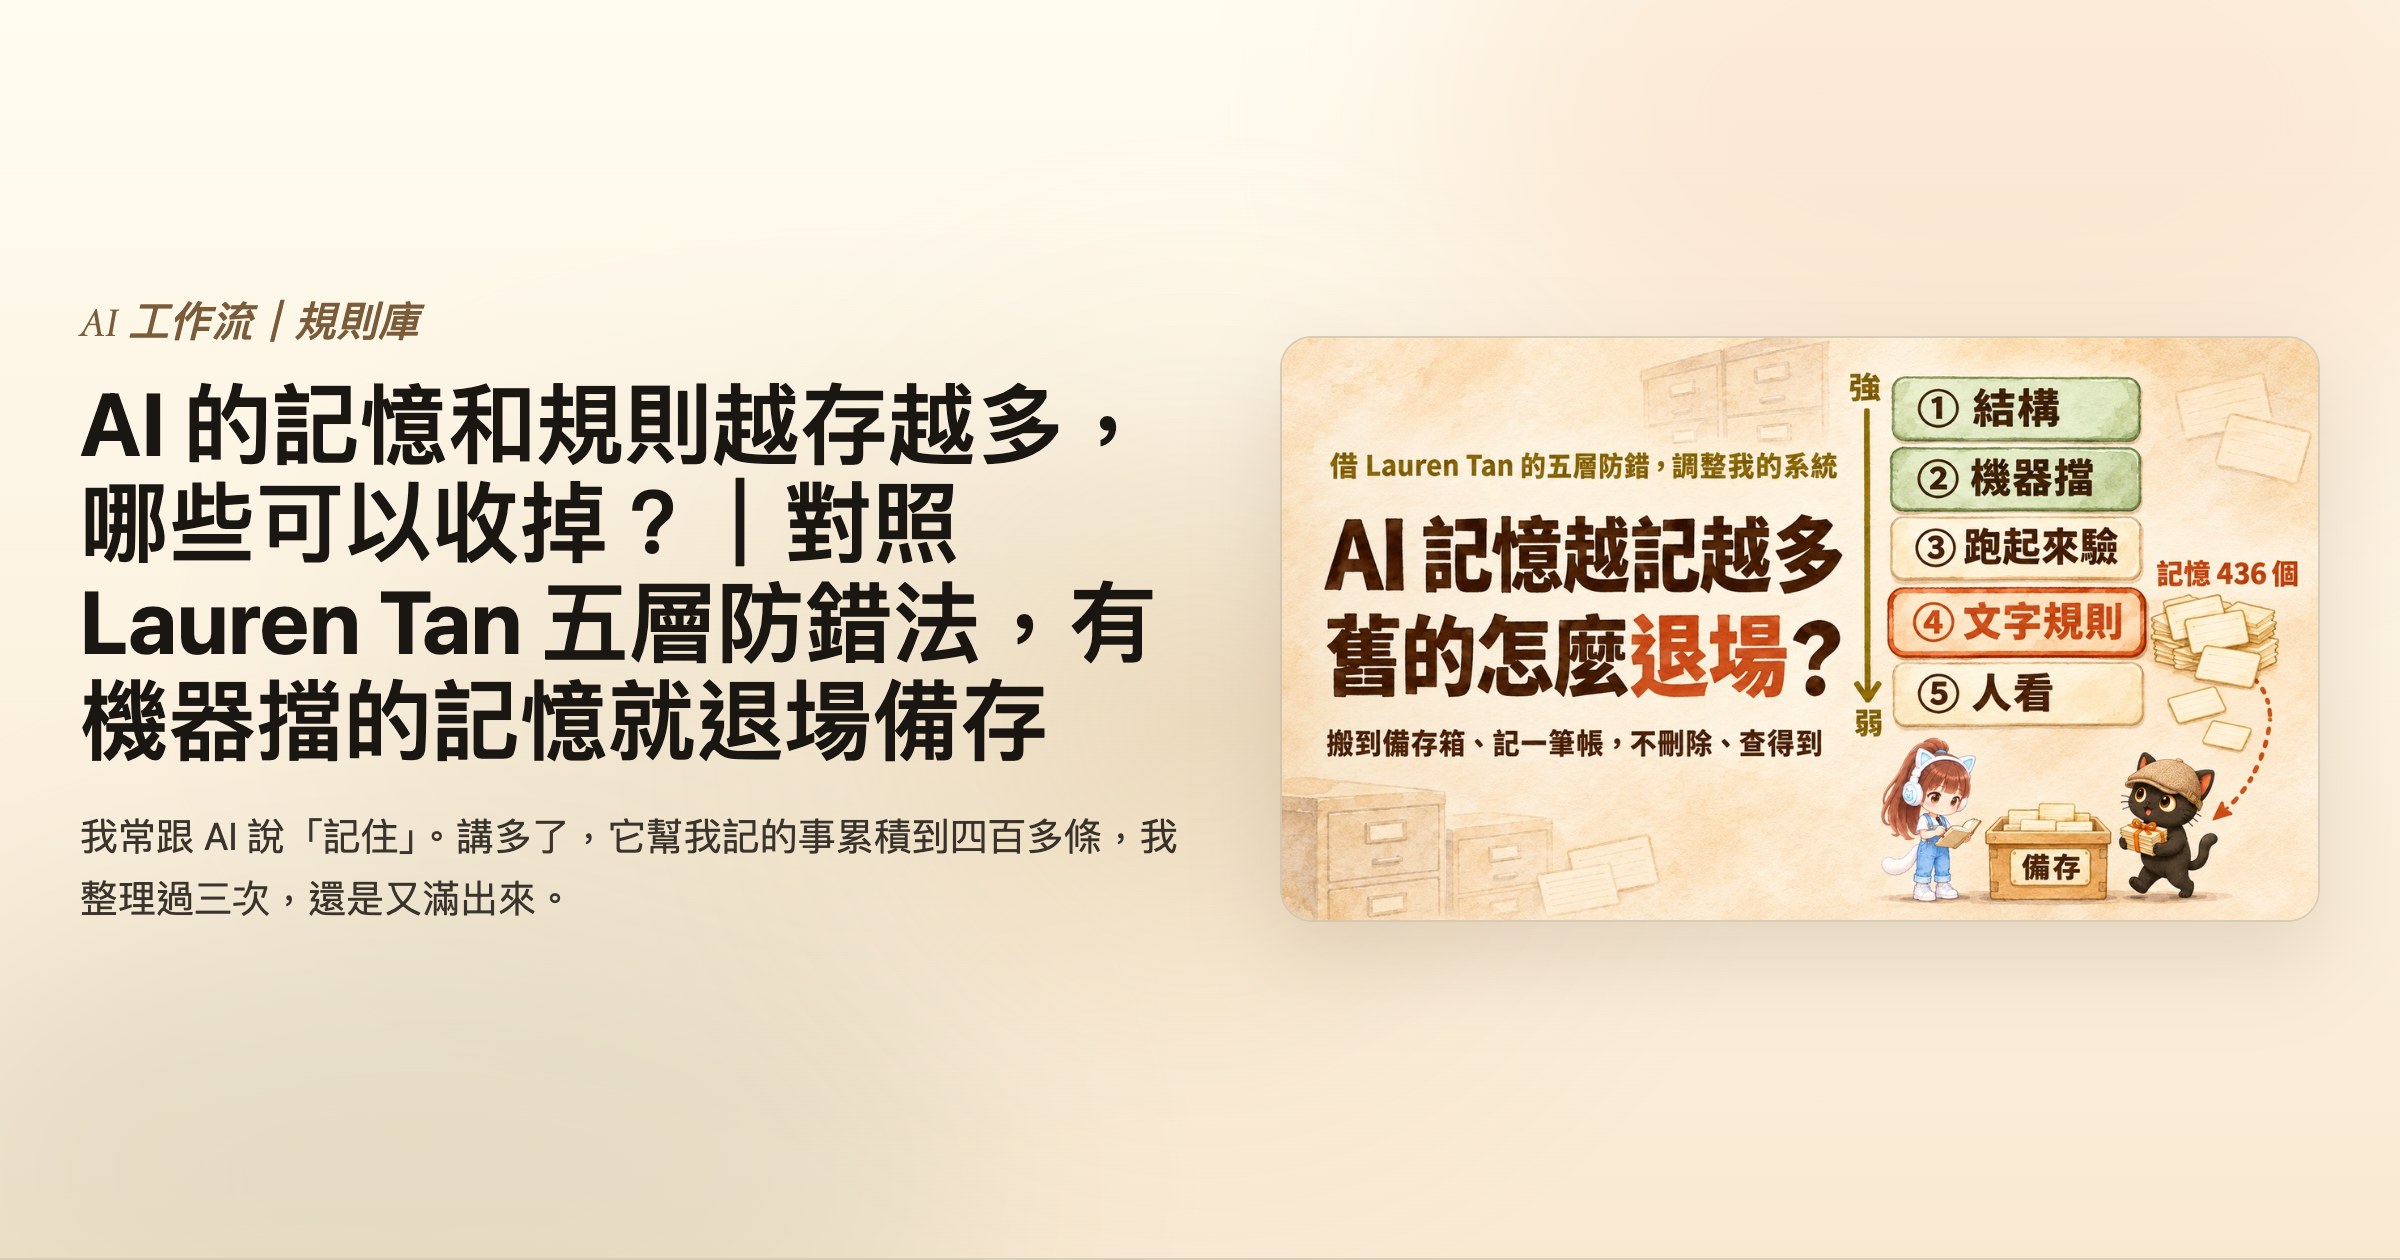 AI 工作流｜規則庫
AI 的記憶和規則越存越多，
哪些可以收掉？｜對照
Lauren Tan 五層防錯法，有
機器擋的記憶就退場備存
我常跟 AI 說「記住」。講多了，它幫我記的事累積到四百多條，我
整理過三次，還是又滿出來。
借 Lauren Tan 的五層防錯，調整我的系統
AI 記憶越記越多
舊的怎麼退場？
搬到備存箱、記一筆帳，不刪除、查得到
強
① 結構
② 機器擋
③ 跑起來驗
④ 文字規則
⑤ 人看
弱
記憶 436 個
備存